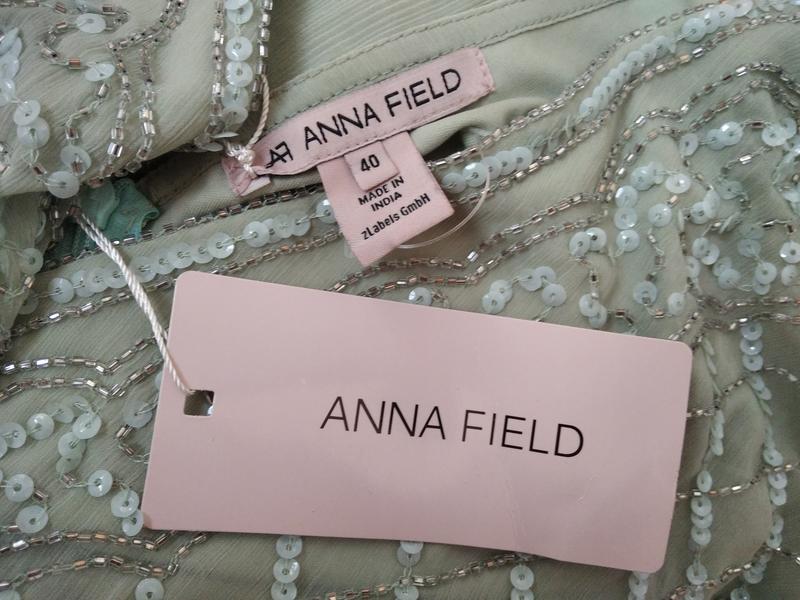 AF ANNA FIELD
40
MADE IN
INDIA
zLabels GmbH
ANNA FIELD